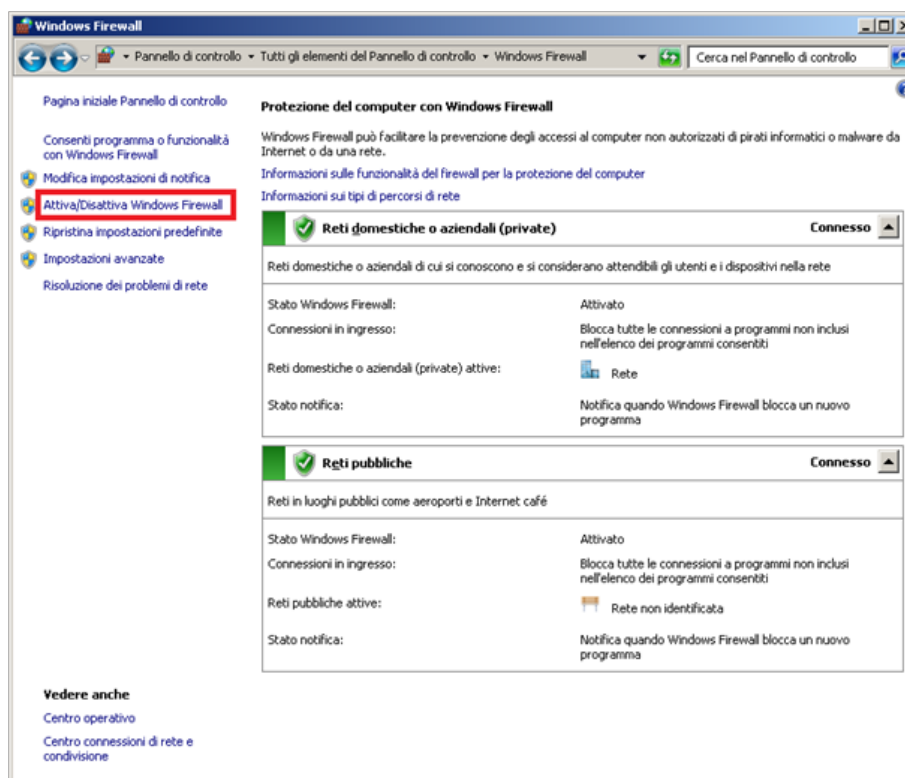 Windows Firewall
Pannello di controllo
Tutti gli elementi del Pannello di controllo
Windows Firewall
Cerca nel Pannello di controllo
Pagina iniziale Pannello di controllo
Consenti programma o funzionalità
con Windows Firewall
Modifica impostazioni di notifica
Attiva/Disattiva Windows Firewall
Ripristina impostazioni predefinite
Impostazioni avanzate
Risoluzione dei problemi di rete
Protezione del computer con Windows Firewall
Windows Firewall può facilitare la prevenzione degli accessi al computer non autorizzati di pirati informatici o malware da
Internet o da una rete.
Informazioni sulle funzionalità del firewall per la protezione del computer
Informazioni sui tipi di percorsi di rete
Reti domestiche o aziendali (private) Connesso
Reti domestiche o aziendali di cui si conoscono e si considerano attendibili gli utenti e i dispositivi nella rete
Stato Windows Firewall: Attivato
Connessioni in ingresso: Blocca tutte le connessioni a programmi non inclusi
nell'elenco dei programmi consentiti
Reti domestiche o aziendali (private) attive: Rete
Stato notifica: Notifica quando Windows Firewall blocca un nuovo
programma
Reti pubbliche Connesso
Reti in luoghi pubblici come aeroporti e Internet café
Stato Windows Firewall: Attivato
Connessioni in ingresso: Blocca tutte le connessioni a programmi non inclusi
nell'elenco dei programmi consentiti
Reti pubbliche attive: Rete non identificata
Stato notifica: Notifica quando Windows Firewall blocca un nuovo
programma
Vedere anche
Centro operativo
Centro connessioni di rete e
condivisione